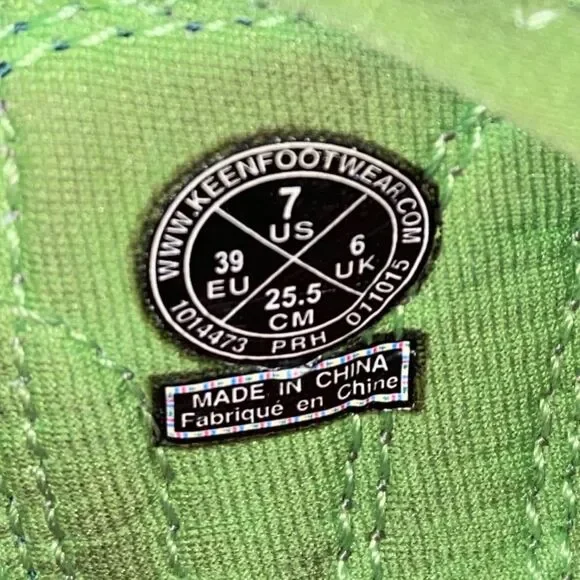 WWW.KEENFOOTWEAR.COM
7
US
39
EU
6
UK
25.5
CM
1014473 PRH 011015
MADE IN CHINA
Fabriqué en Chine